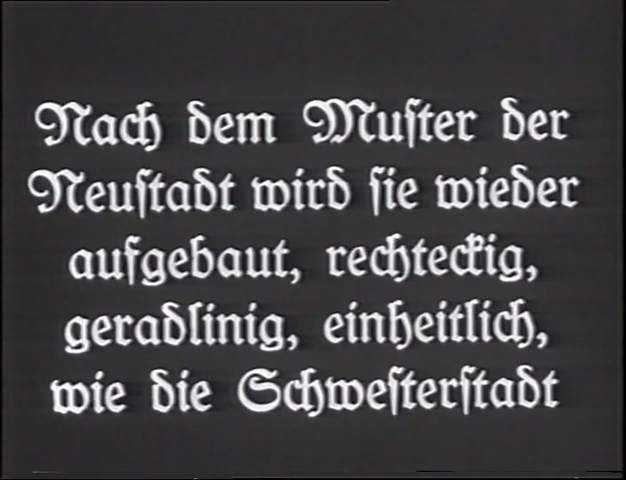 Nach dem Muſter der
Neuſtadt wird ſie wieder
aufgebaut, rechteckig,
geradlinig, einheitlich,
wie die Schweſterſtadt